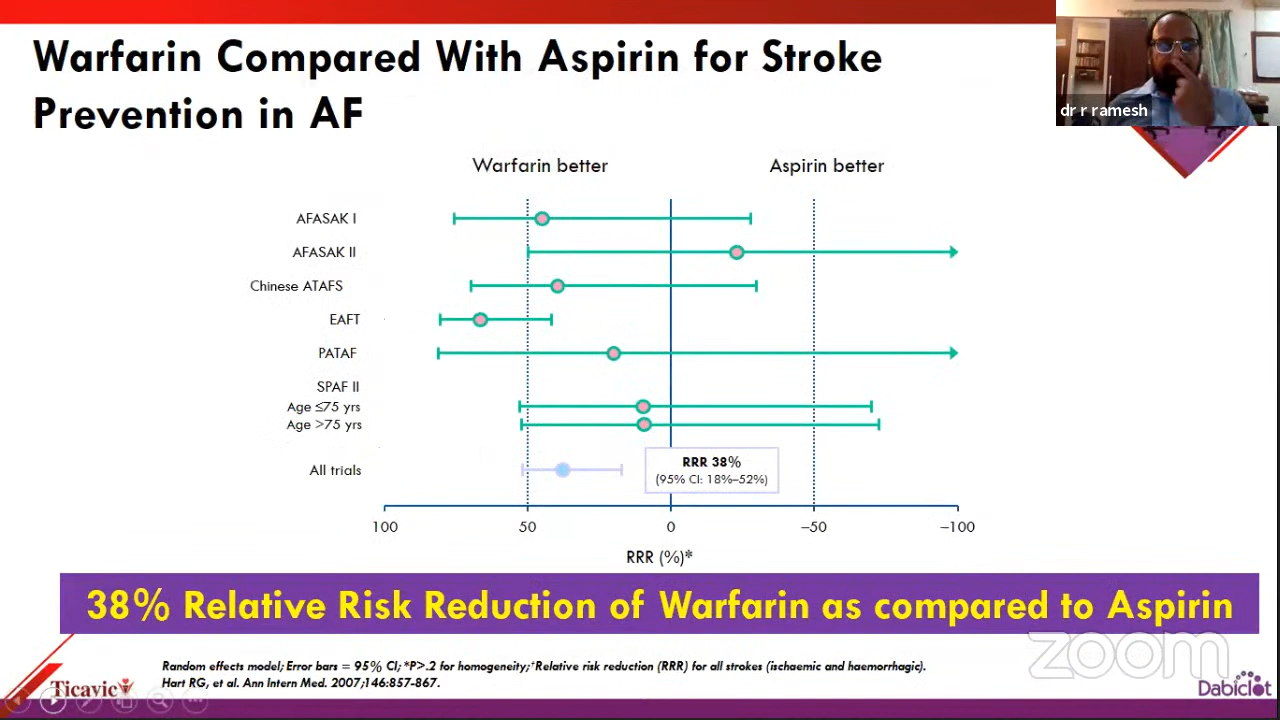 Warfarin Compared With Aspirin for Stroke
Prevention in AF
dr r ramesh
Warfarin better
Aspirin better
AFASAK I
AFASAK II
Chinese ATAFS
EAFT
PATAF
SPAF II
Age ≤75 yrs
Age >75 yrs
All trials
RRR 38%
(95% CI: 18%–52%)
100 50 0 –50 –100
RRR (%)*
38% Relative Risk Reduction of Warfarin as compared to Aspirin
zoom
Random effects model; Error bars = 95% CI; *P>.2 for homogeneity; †Relative risk reduction (RRR) for all strokes (ischaemic and haemorrhagic).
Hart RG, et al. Ann Intern Med. 2007;146:857-867.
Ticavic
Dabiclot